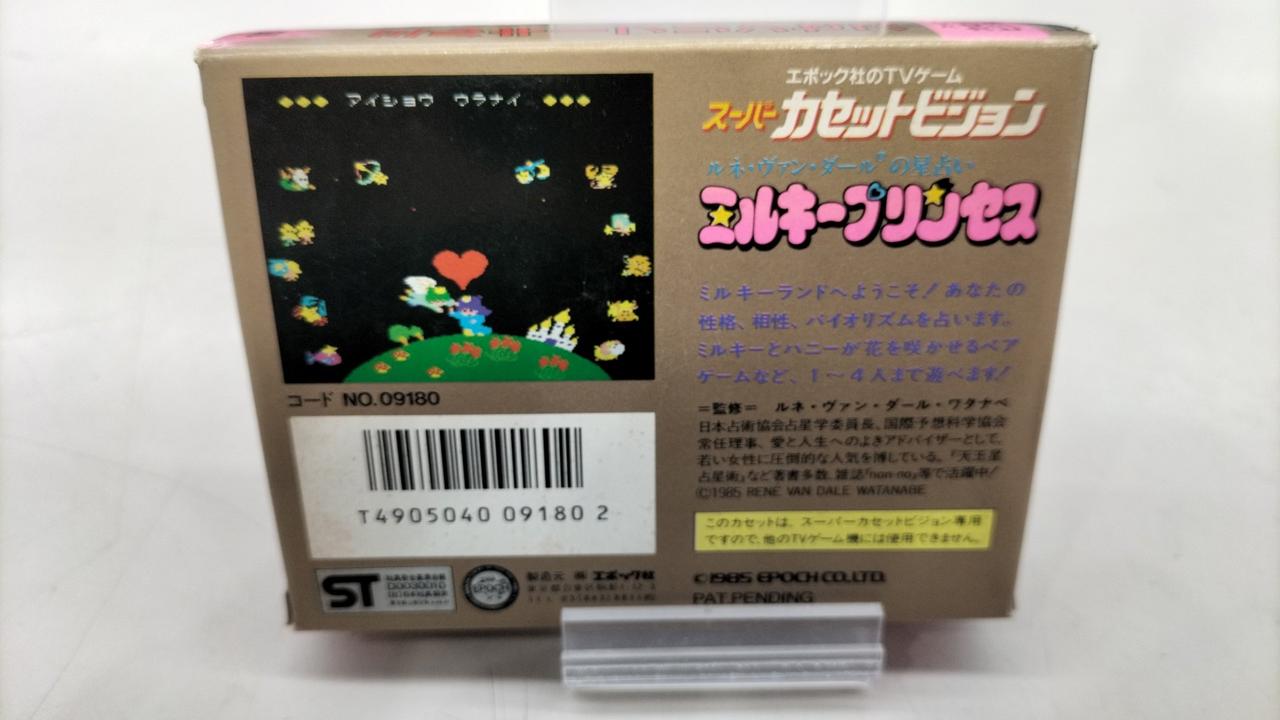 アイショウ ウラナイ
コード NO.09180
T4905040 09180 2
ST
EPOCH
製造元 ㈱ エポック社
エポック社のTVゲーム
スーパーカセットビジョン
ルネ・ヴァン・ダール®の星占い
ミルキープリンセス
ミルキーランドへようこそ!あなたの
性格、相性、バイオリズムを占います。
ミルキーとハニーが花を咲かせるペア
ゲームなど、1〜4人まで遊べます!
=監修= ルネ・ヴァン・ダール・ワタナベ
日本占術協会占星学委員長、国際予想科学協会
常任理事、愛と人生へのよきアドバイザーとして、
若い女性に圧倒的な人気を博している。『天王星
占星術』など著書多数、雑誌『non-no』等で活躍中!
©1985 RENE VAN DALE WATANABE
このカセットは、スーパーカセットビジョン専用
ですので、他のTVゲーム機には使用できません。
©1985 EPOCH CO.,LTD.
PAT.PENDING